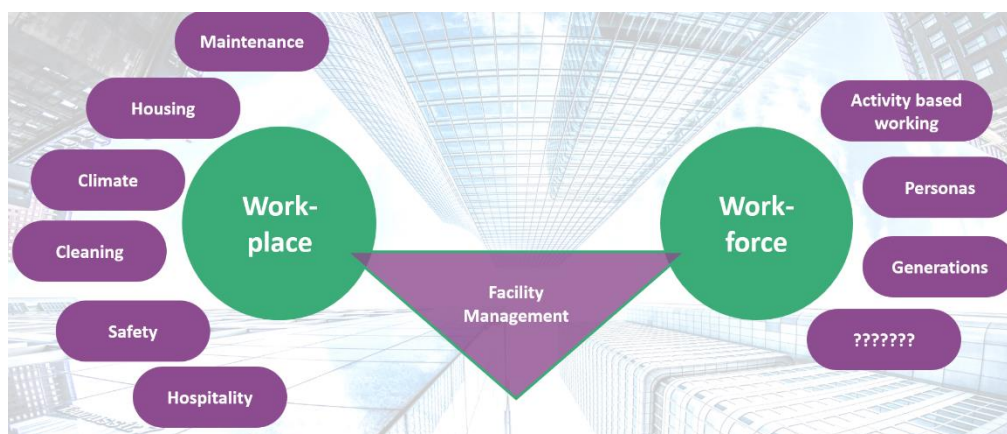 Maintenance
Housing
Climate
Cleaning
Safety
Hospitality
Work-
place
Facility
Management
Work-
force
Activity based
working
Personas
Generations
???????